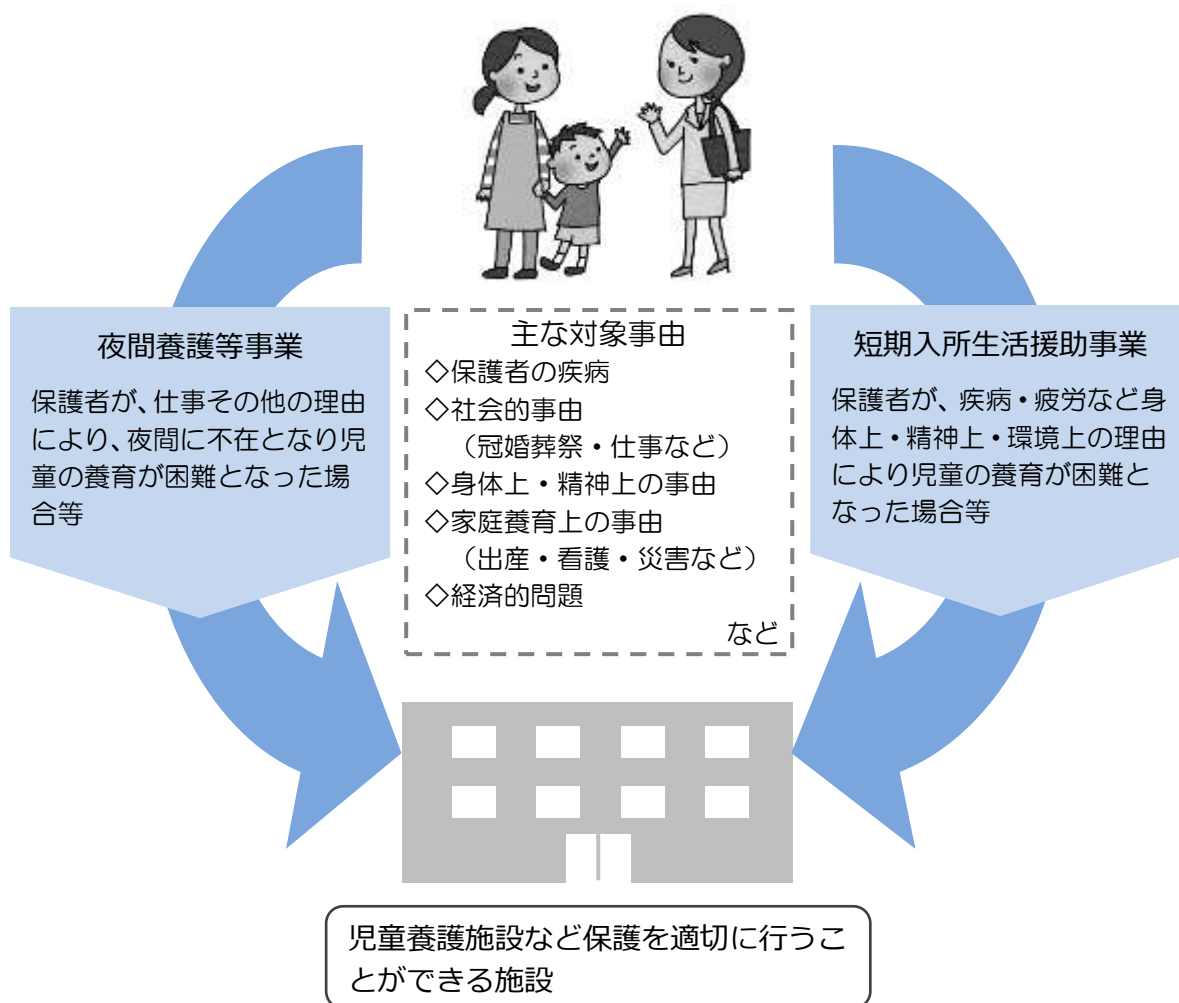 夜間養護等事業
保護者が、仕事その他の理由
により、夜間に不在となり児
童の養育が困難となった場
合等
主な対象事由
◇保護者の疾病
◇社会的事由
（冠婚葬祭・仕事など）
◇身体上・精神上の事由
◇家庭養育上の事由
（出産・看護・災害など）
◇経済的問題
など
短期入所生活援助事業
保護者が、疾病・疲労など身
体上・精神上・環境上の理由
により児童の養育が困難と
なった場合等
児童養護施設など保護を適切に行うこ
とができる施設